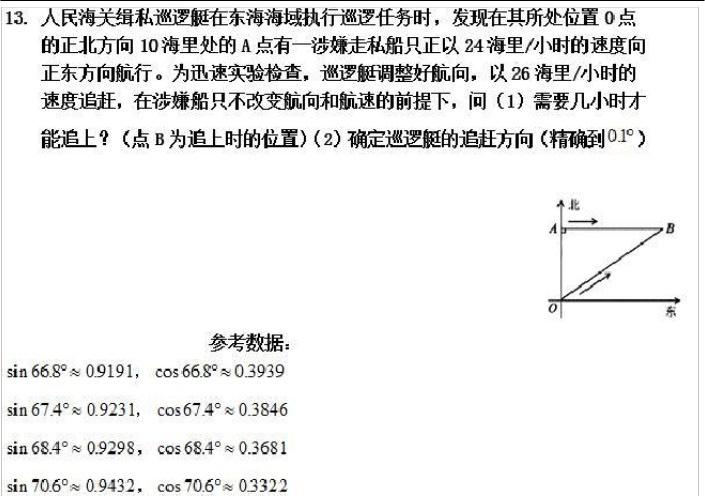 13. 人民海关缉私巡逻艇在东海海域执行巡逻任务时，发现在其所处位置 O 点
的正北方向 10 海里处的 A 点有一涉嫌走私船只正以 24 海里/小时的速度向
正东方向航行。为迅速实验检查，巡逻艇调整好航向，以 26 海里/小时的
速度追赶，在涉嫌船只不改变航向和航速的前提下，问（1）需要几小时才
能追上？（点 B 为追上时的位置）（2）确定巡逻艇的追赶方向（精确到0.1°）
北
A
B
O
东
参考数据：
sin 66.8° ≈ 0.9191， cos 66.8° ≈ 0.3939
sin 67.4° ≈ 0.9231， cos 67.4° ≈ 0.3846
sin 68.4° ≈ 0.9298， cos 68.4° ≈ 0.3681
sin 70.6° ≈ 0.9432， cos 70.6° ≈ 0.3322